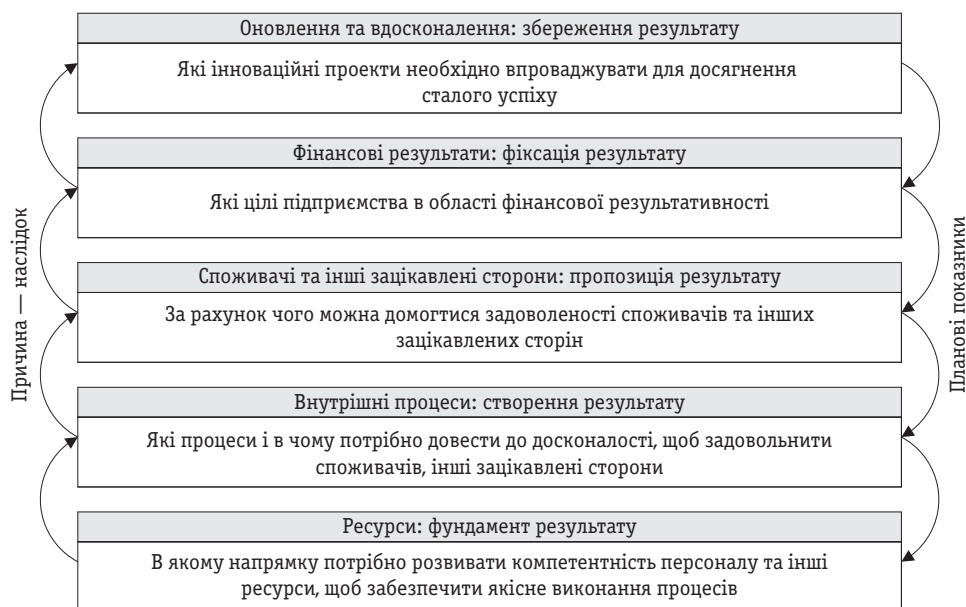 Оновлення та вдосконалення: збереження результату
Які інноваційні проекти необхідно впроваджувати для досягнення
сталого успіху
Фінансові результати: фіксація результату
Які цілі підприємства в області фінансової результативності
Споживачі та інші зацікавлені сторони: пропозиція результату
За рахунок чого можна домогтися задоволеності споживачів та інших
зацікавлених сторін
Внутрішні процеси: створення результату
Які процеси і в чому потрібно довести до досконалості, щоб задовольнити
споживачів, інші зацікавлені сторони
Ресурси: фундамент результату
В якому напрямку потрібно розвивати компетентність персоналу та інші
ресурси, щоб забезпечити якісне виконання процесів
Причина — наслідок
Планові показники